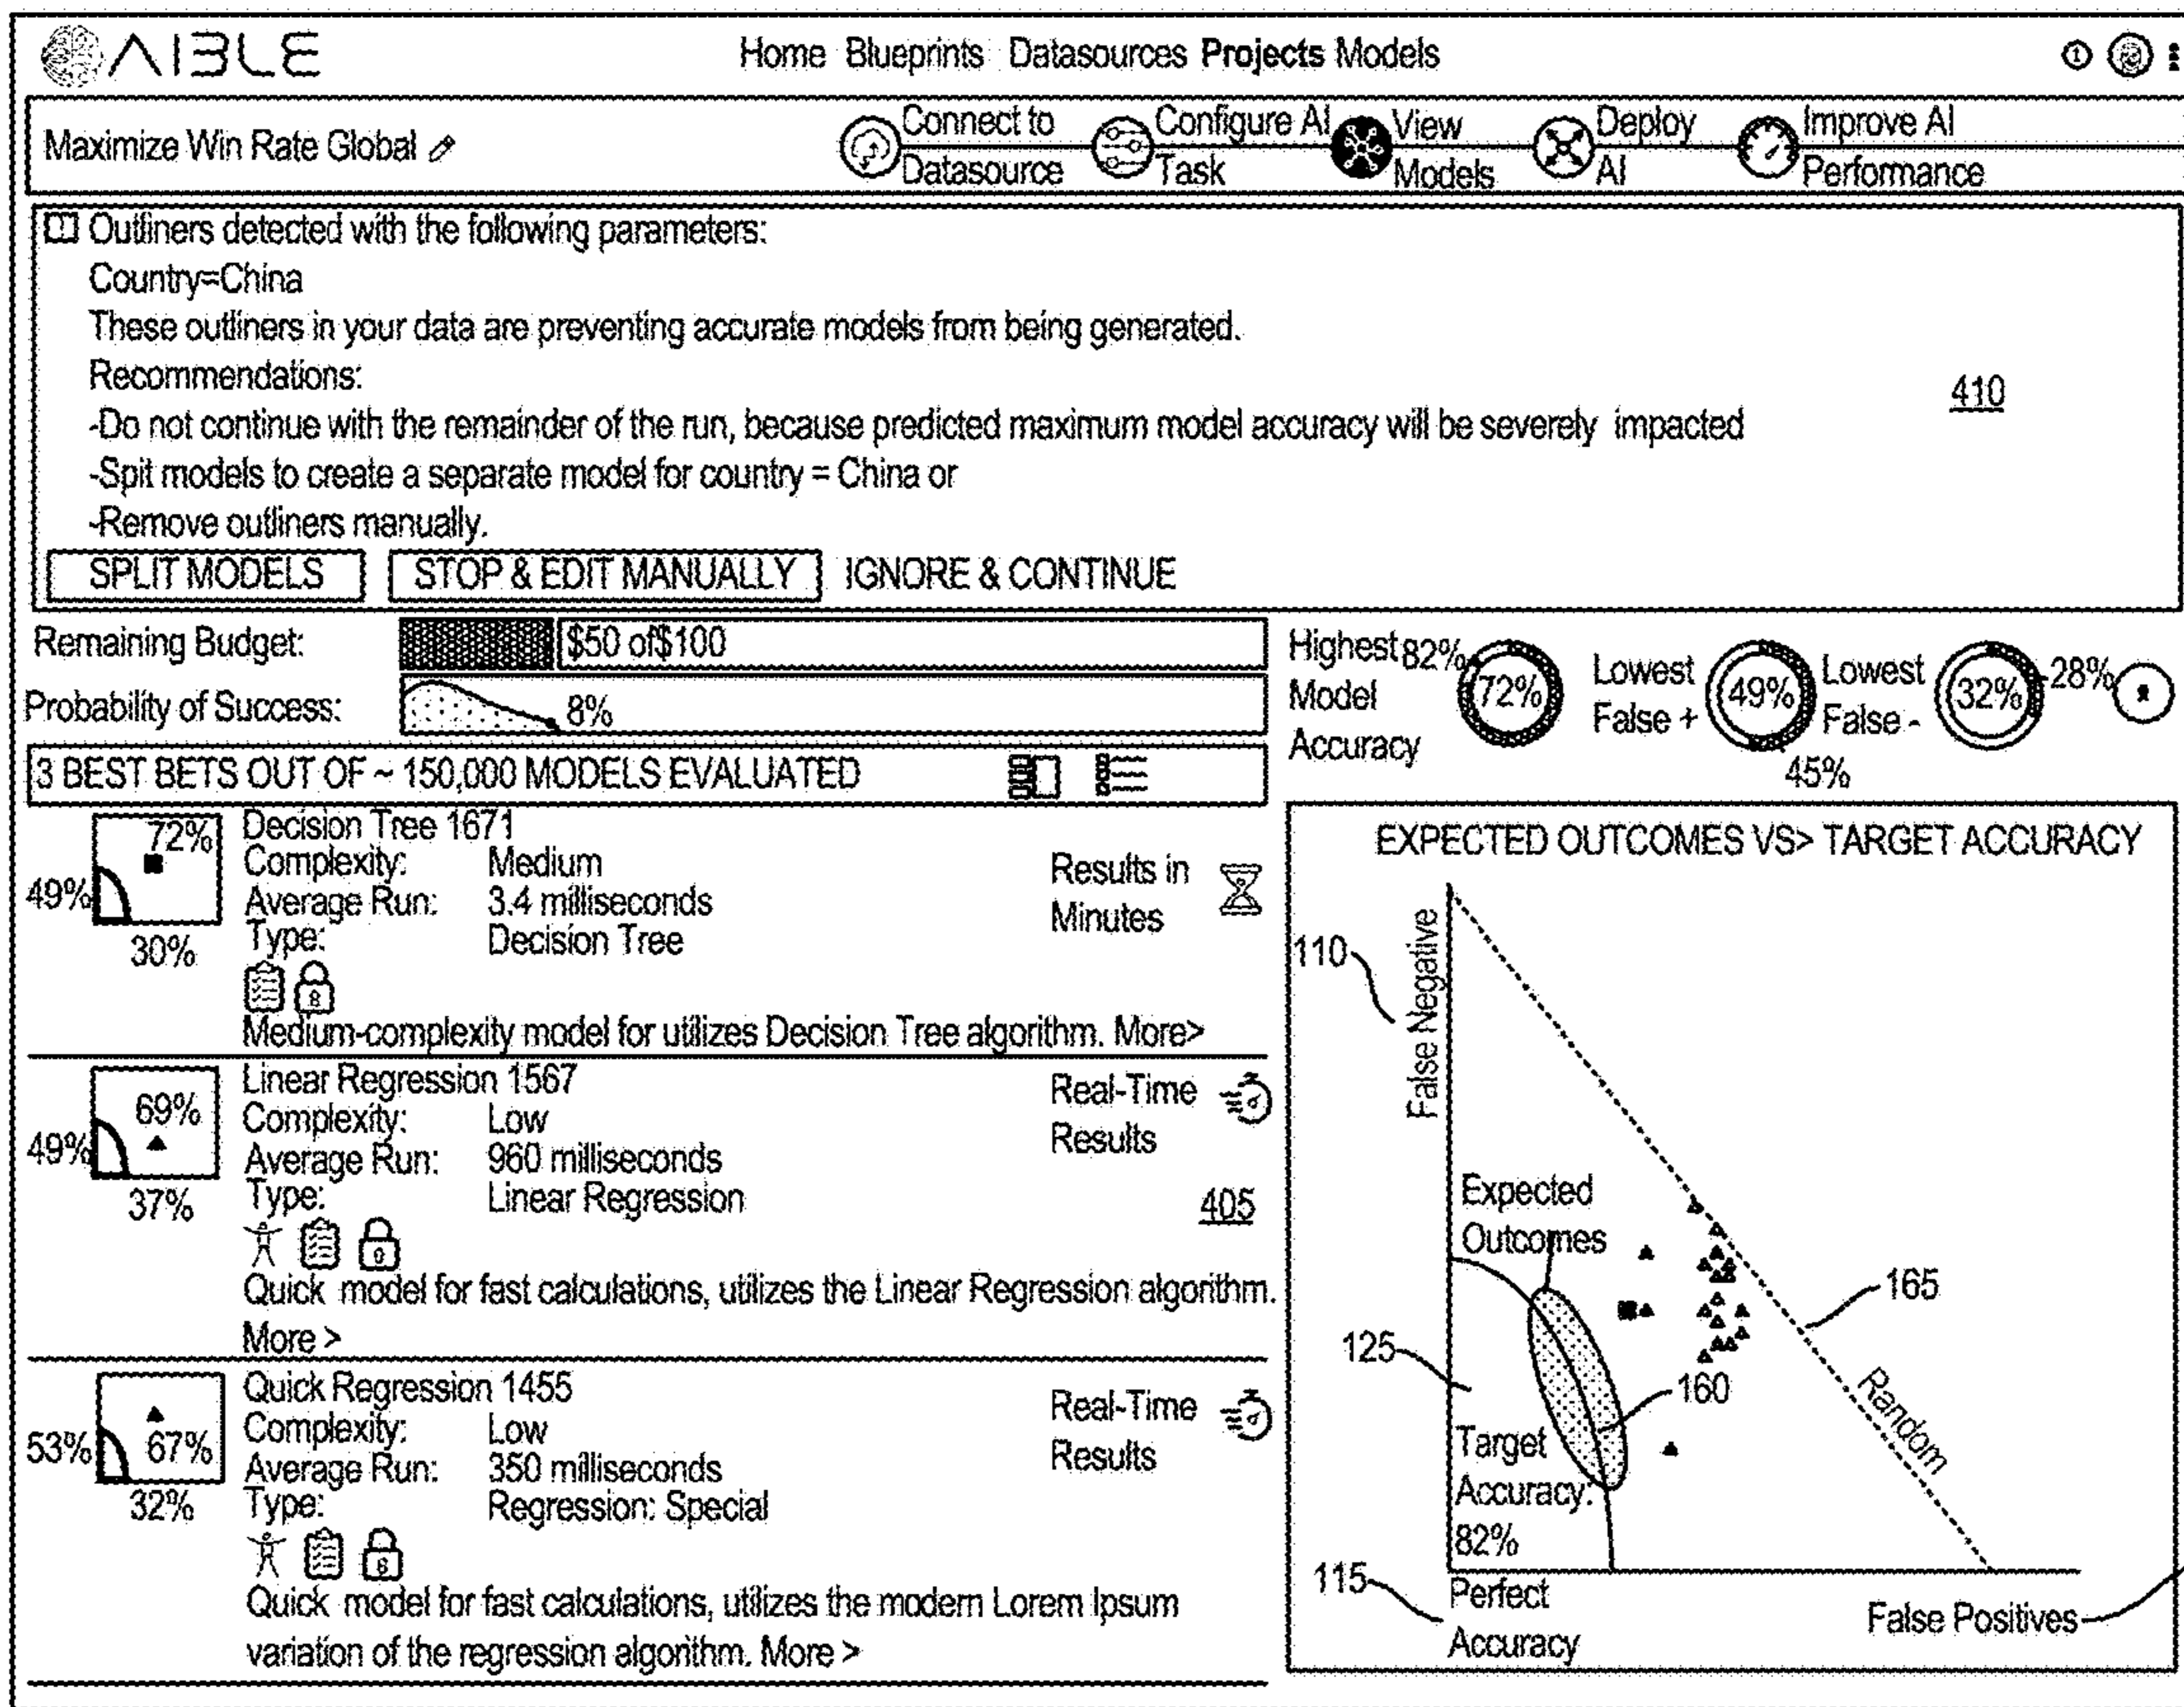 AIBLE
Home Blueprints Datasources Projects Models
Maximize Win Rate Global
Connect to
Datasource
Configure AI
Task
View
Models
Deploy
AI
Improve AI
Performance
Outliners detected with the following parameters:
Country=China
These outliners in your data are preventing accurate models from being generated.
Recommendations:
-Do not continue with the remainder of the run, because predicted maximum model accuracy will be severely impacted
-Spit models to create a separate model for country = China or
-Remove outliners manually.
410
SPLIT MODELS STOP & EDIT MANUALLY IGNORE & CONTINUE
Remaining Budget: $50 of$100
Probability of Success: 8%
Highest
Model
Accuracy
82%
72%
Lowest
False +
49%
45%
Lowest
False -
32%
28%
3 BEST BETS OUT OF ~ 150,000 MODELS EVALUATED
72%
49%
30%
Decision Tree 1671
Complexity: Medium
Average Run: 3.4 milliseconds
Type: Decision Tree
Results in
Minutes
Medium-complexity model for utilizes Decision Tree algorithm. More>
69%
49%
37%
Linear Regression 1567
Complexity: Low
Average Run: 960 milliseconds
Type: Linear Regression
Real-Time
Results
405
Quick model for fast calculations, utilizes the Linear Regression algorithm.
More >
53%
67%
32%
Quick Regression 1455
Complexity: Low
Average Run: 350 milliseconds
Type: Regression: Special
Real-Time
Results
Quick model for fast calculations, utilizes the modern Lorem Ipsum
variation of the regression algorithm. More >
EXPECTED OUTCOMES VS> TARGET ACCURACY
110
False Negative
Expected
Outcomes
165
125
160
Random
Target
Accuracy:
82%
115
Perfect
Accuracy
False Positives